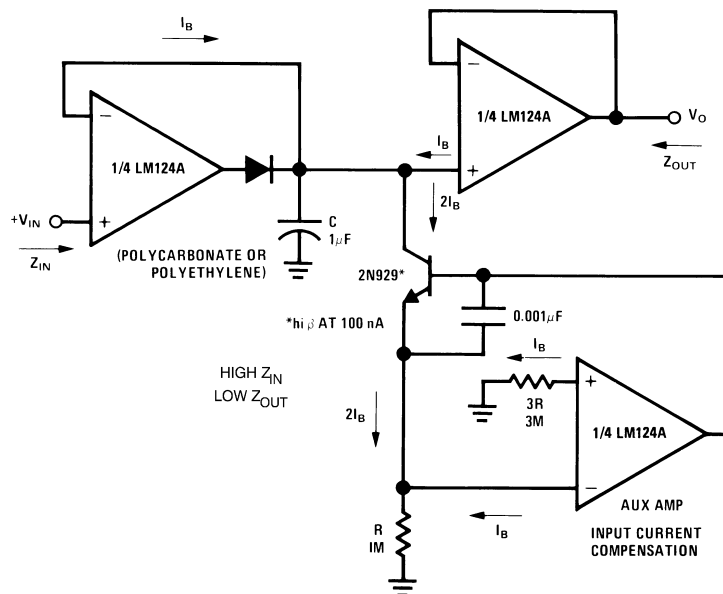 I_B
−
1/4 LM124A
+V_IN
+
Z_IN
C
1µF
(POLYCARBONATE OR
POLYETHYLENE)
−
1/4 LM124A
+
V_O
Z_OUT
I_B
2I_B
2N929*
*hi β AT 100 nA
0.001µF
HIGH Z_IN
LOW Z_OUT
I_B
3R
3M
+
1/4 LM124A
−
2I_B
I_B
R
1M
AUX AMP
INPUT CURRENT
COMPENSATION